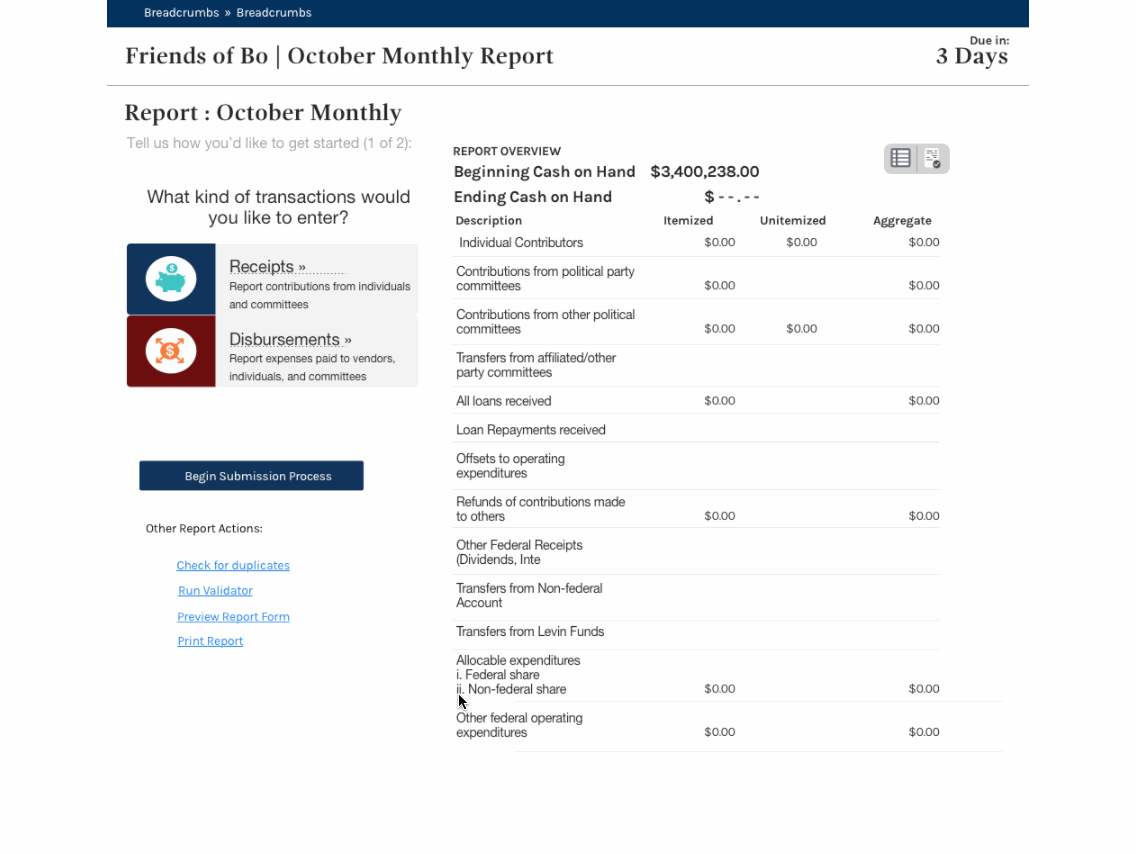 Breadcrumbs » Breadcrumbs
Friends of Bo | October Monthly Report
Due in:
3 Days
Report : October Monthly
Tell us how you'd like to get started (1 of 2):
What kind of transactions would
you like to enter?
Receipts »
Report contributions from individuals
and committees
Disbursements »
Report expenses paid to vendors,
individuals, and committees
Begin Submission Process
Other Report Actions:
Check for duplicates
Run Validator
Preview Report Form
Print Report
REPORT OVERVIEW
Beginning Cash on Hand $3,400,238.00
Ending Cash on Hand $ - - . - -
Description Itemized Unitemized Aggregate
Individual Contributors $0.00 $0.00 $0.00
Contributions from political party
committees $0.00 $0.00
Contributions from other political
committees $0.00 $0.00 $0.00
Transfers from affiliated/other
party committees
All loans received $0.00 $0.00
Loan Repayments received
Offsets to operating
expenditures
Refunds of contributions made
to others $0.00 $0.00
Other Federal Receipts
(Dividends, Inte
Transfers from Non-federal
Account
Transfers from Levin Funds
Allocable expenditures
i. Federal share
ii. Non-federal share $0.00 $0.00
Other federal operating
expenditures $0.00 $0.00